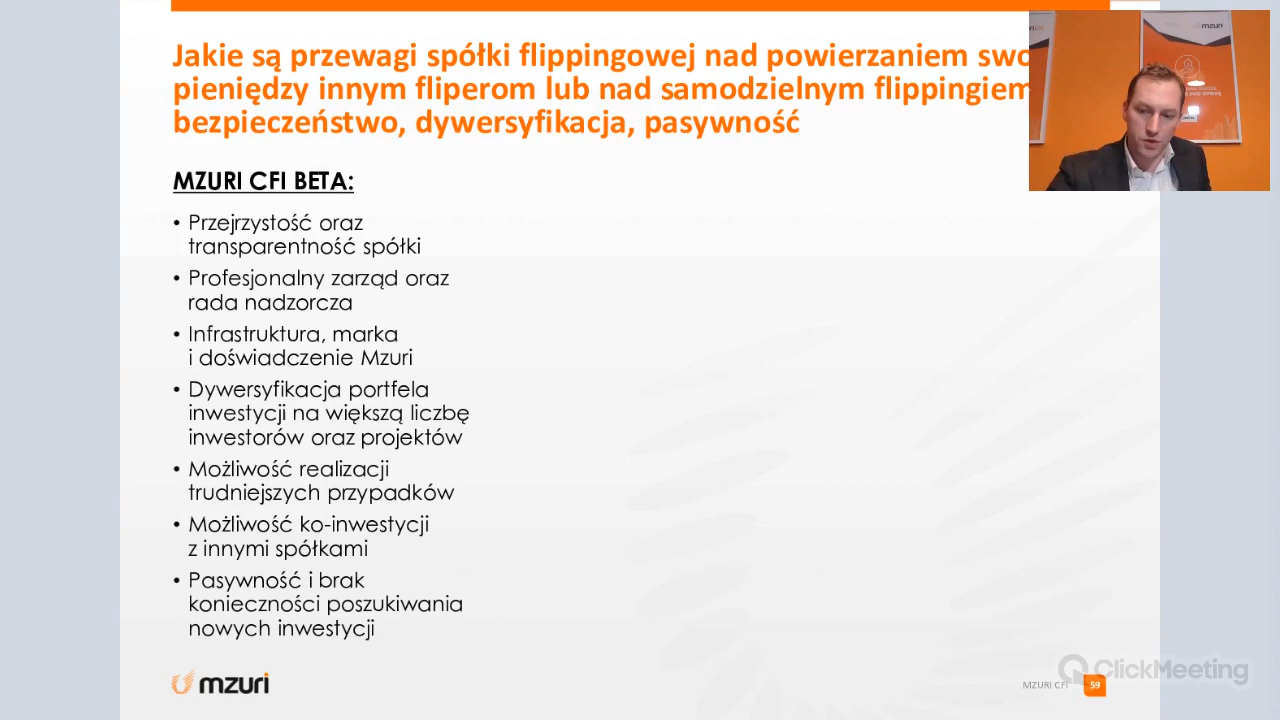 Jakie są przewagi spółki flippingowej nad powierzaniem swo
pieniędzy innym fliperom lub nad samodzielnym flippingiem
bezpieczeństwo, dywersyfikacja, pasywność
MZURI CFI BETA:
• Przejrzystość oraz
transparentność spółki
• Profesjonalny zarząd oraz
rada nadzorcza
• Infrastruktura, marka
i doświadczenie Mzuri
• Dywersyfikacja portfela
inwestycji na większą liczbę
inwestorów oraz projektów
• Możliwość realizacji
trudniejszych przypadków
• Możliwość ko-inwestycji
z innymi spółkami
• Pasywność i brak
konieczności poszukiwania
nowych inwestycji
mzuri
MZURI CFI 59
ClickMeeting
mzuri